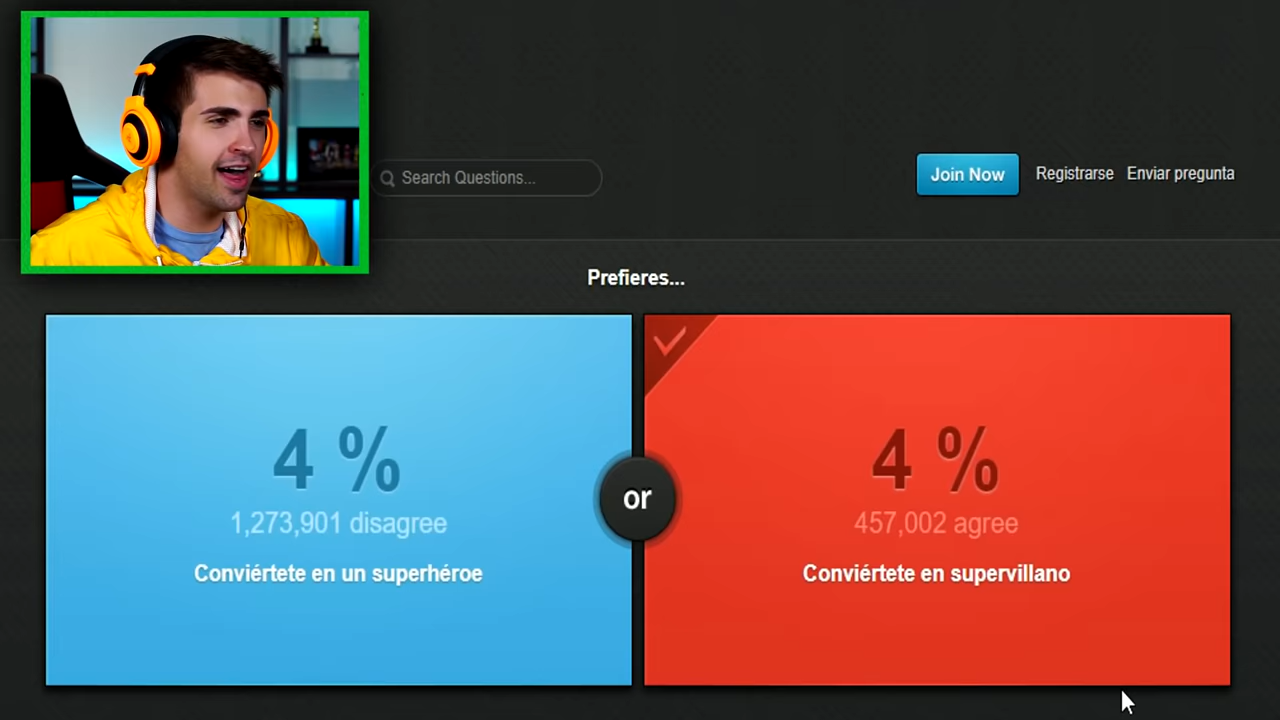 Search Questions...
Join Now
Registrarse
Enviar pregunta
Prefieres...
4 %
1,273,901 disagree
Conviértete en un superhéroe
or
4 %
457,002 agree
Conviértete en supervillano